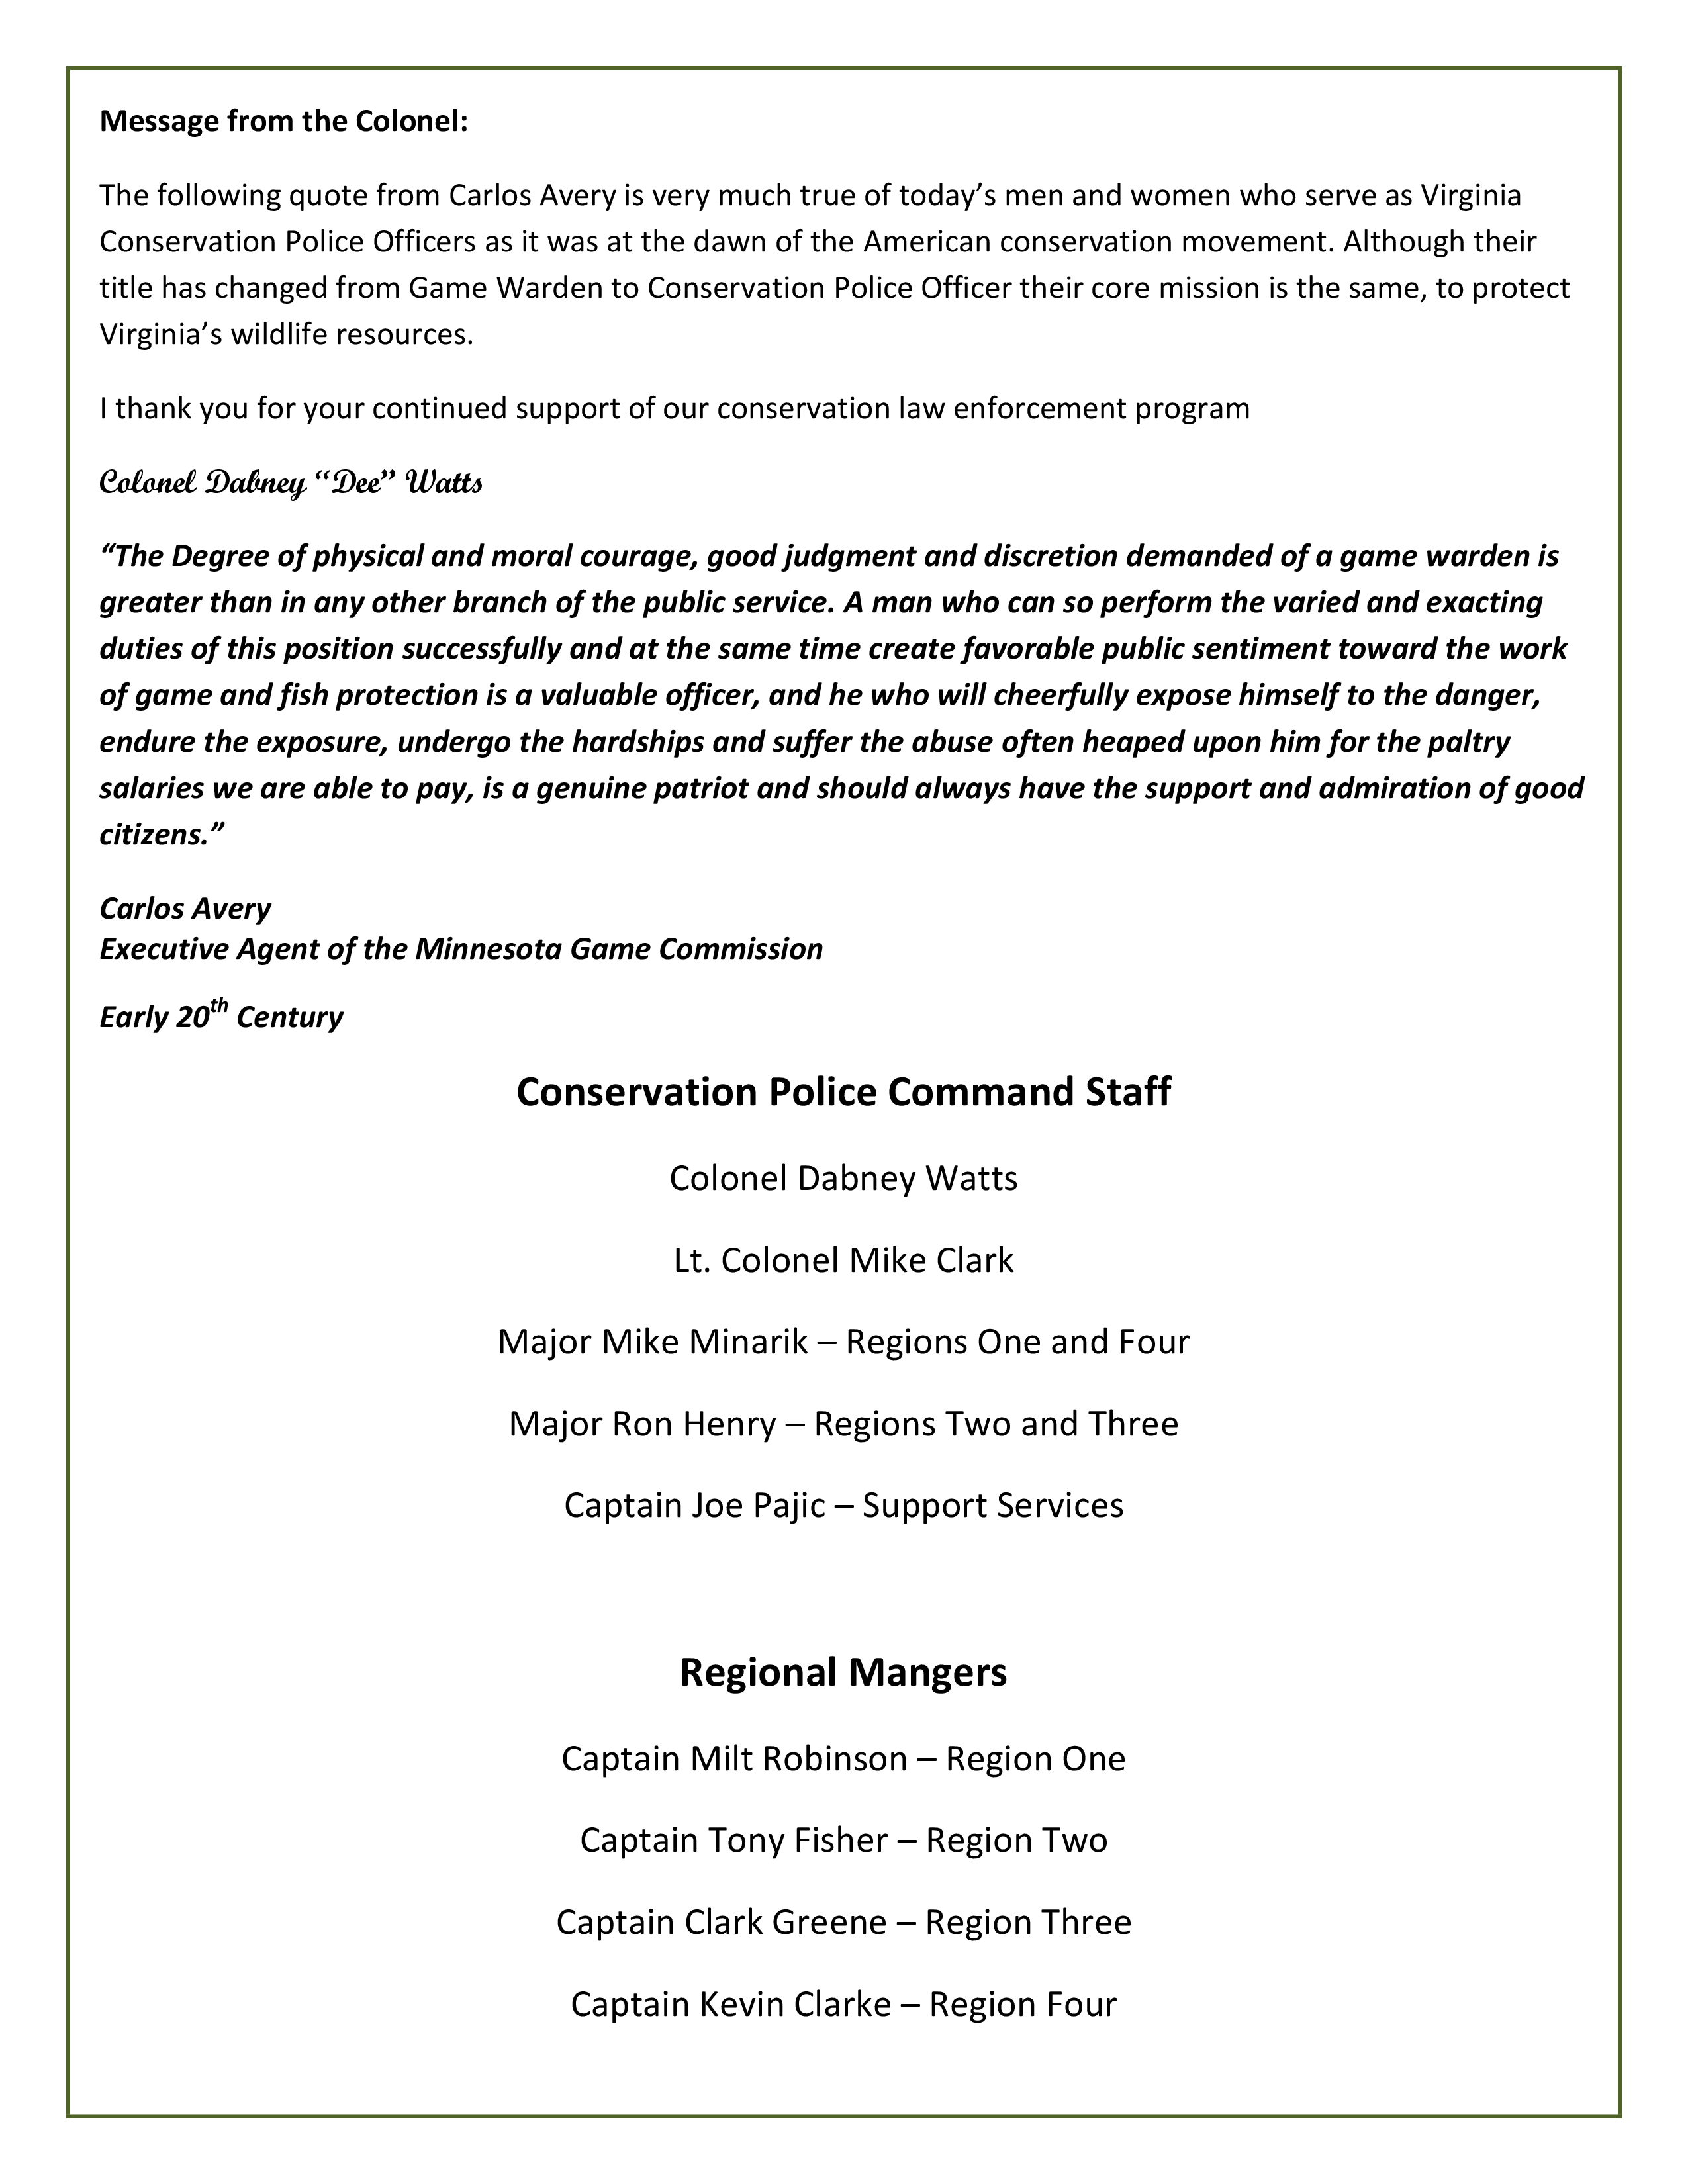 Message from the Colonel:
The following quote from Carlos Avery is very much true of today’s men and women who serve as Virginia
Conservation Police Officers as it was at the dawn of the American conservation movement. Although their
title has changed from Game Warden to Conservation Police Officer their core mission is the same, to protect
Virginia’s wildlife resources.
I thank you for your continued support of our conservation law enforcement program
Colonel Dabney “Dee” Watts
“The Degree of physical and moral courage, good judgment and discretion demanded of a game warden is
greater than in any other branch of the public service. A man who can so perform the varied and exacting
duties of this position successfully and at the same time create favorable public sentiment toward the work
of game and fish protection is a valuable officer, and he who will cheerfully expose himself to the danger,
endure the exposure, undergo the hardships and suffer the abuse often heaped upon him for the paltry
salaries we are able to pay, is a genuine patriot and should always have the support and admiration of good
citizens.”
Carlos Avery
Executive Agent of the Minnesota Game Commission
Early 20th Century
Conservation Police Command Staff
Colonel Dabney Watts
Lt. Colonel Mike Clark
Major Mike Minarik – Regions One and Four
Major Ron Henry – Regions Two and Three
Captain Joe Pajic – Support Services
Regional Mangers
Captain Milt Robinson – Region One
Captain Tony Fisher – Region Two
Captain Clark Greene – Region Three
Captain Kevin Clarke – Region Four